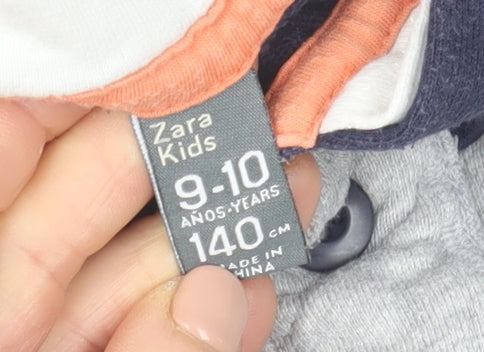 Zara
Kids
9-10
AÑOS-YEARS
140 CM
MADE IN
CHINA